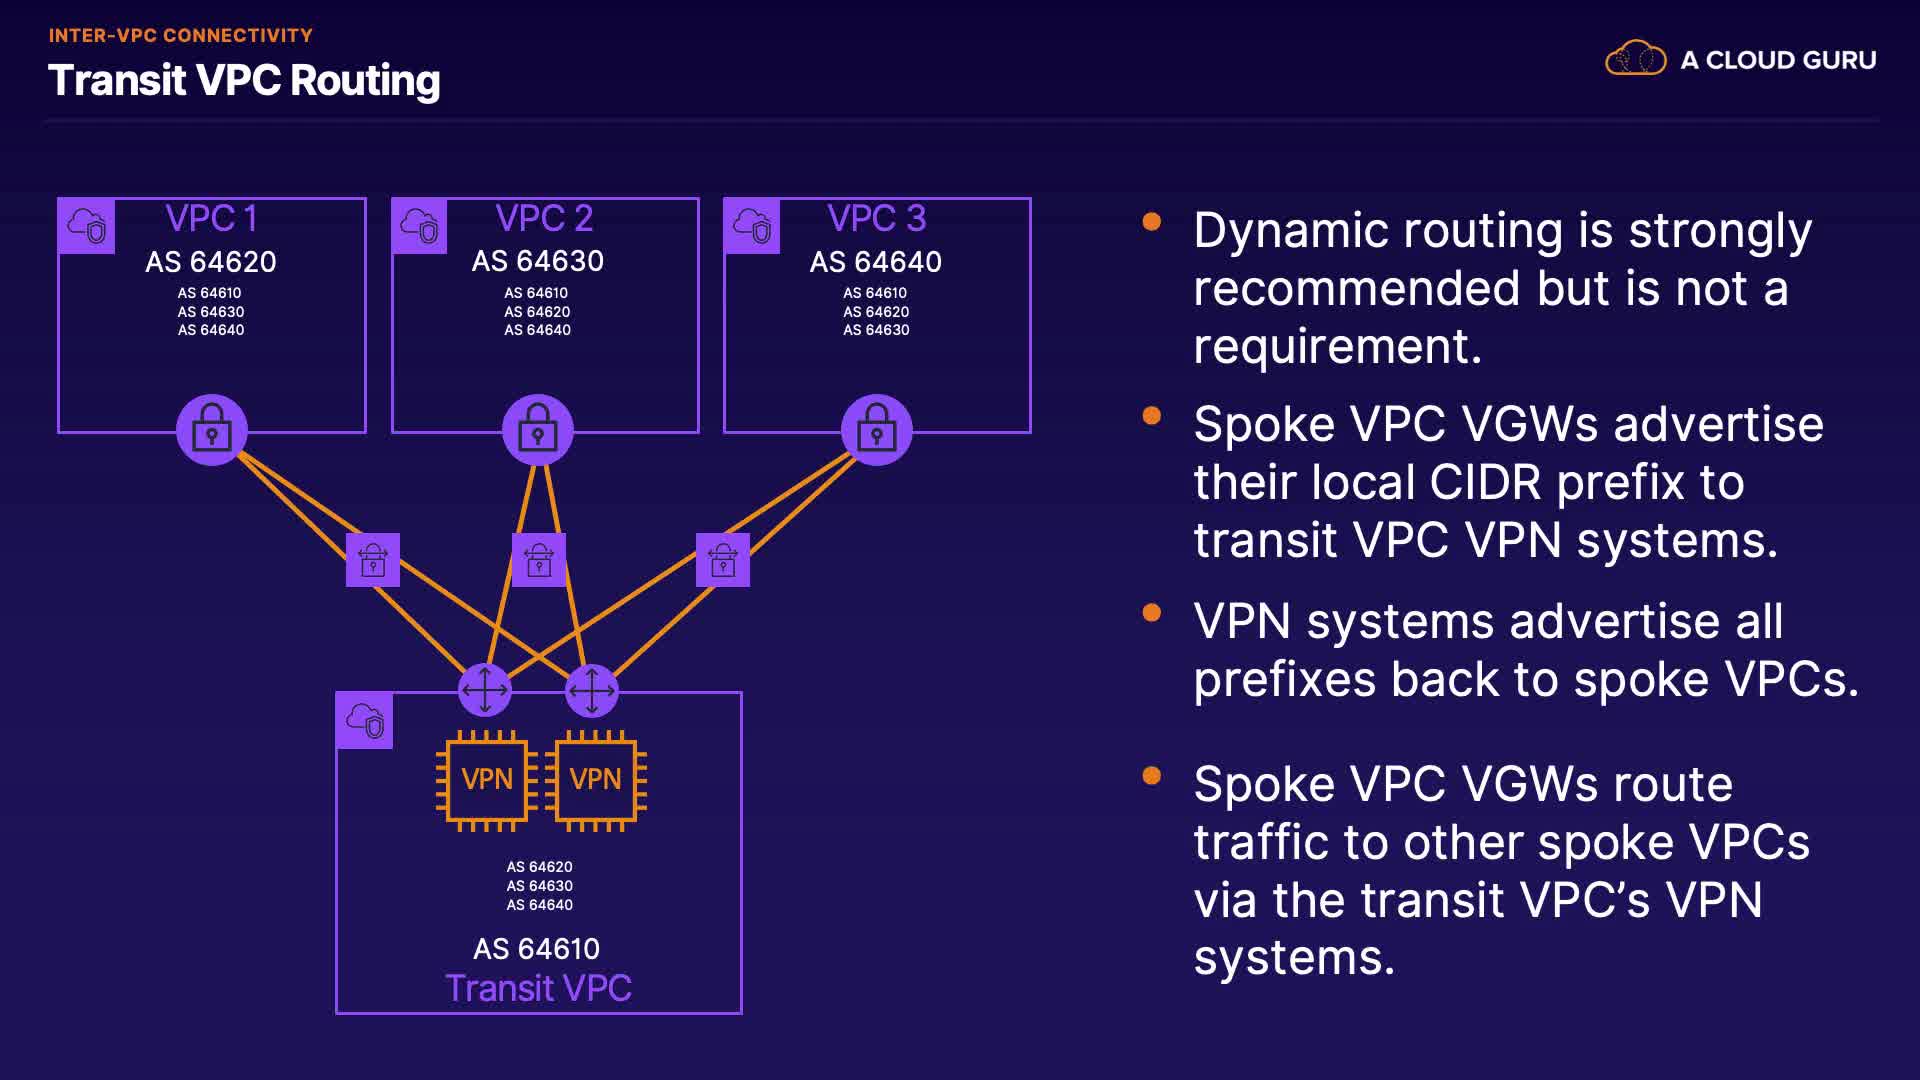 INTER-VPC CONNECTIVITY
Transit VPC Routing
A CLOUD GURU
VPC 1
AS 64620
AS 64610
AS 64630
AS 64640
VPC 2
AS 64630
AS 64610
AS 64620
AS 64640
VPC 3
AS 64640
AS 64610
AS 64620
AS 64630
VPN
VPN
AS 64620
AS 64630
AS 64640
AS 64610
Transit VPC
Dynamic routing is strongly
recommended but is not a
requirement.
Spoke VPC VGWs advertise
their local CIDR prefix to
transit VPC VPN systems.
VPN systems advertise all
prefixes back to spoke VPCs.
Spoke VPC VGWs route
traffic to other spoke VPCs
via the transit VPC’s VPN
systems.